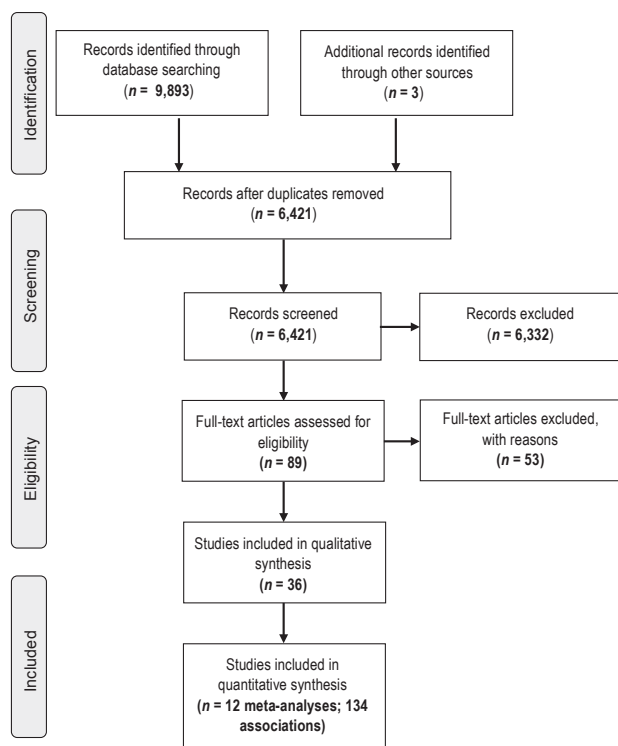 Identification
Records identified through
database searching
(n = 9,893)
Additional records identified
through other sources
(n = 3)
Records after duplicates removed
(n = 6,421)
Screening
Records screened
(n = 6,421)
Records excluded
(n = 6,332)
Eligibility
Full-text articles assessed for
eligibility
(n = 89)
Full-text articles excluded,
with reasons
(n = 53)
Studies included in qualitative
synthesis
(n = 36)
Included
Studies included in
quantitative synthesis
(n = 12 meta-analyses; 134
associations)